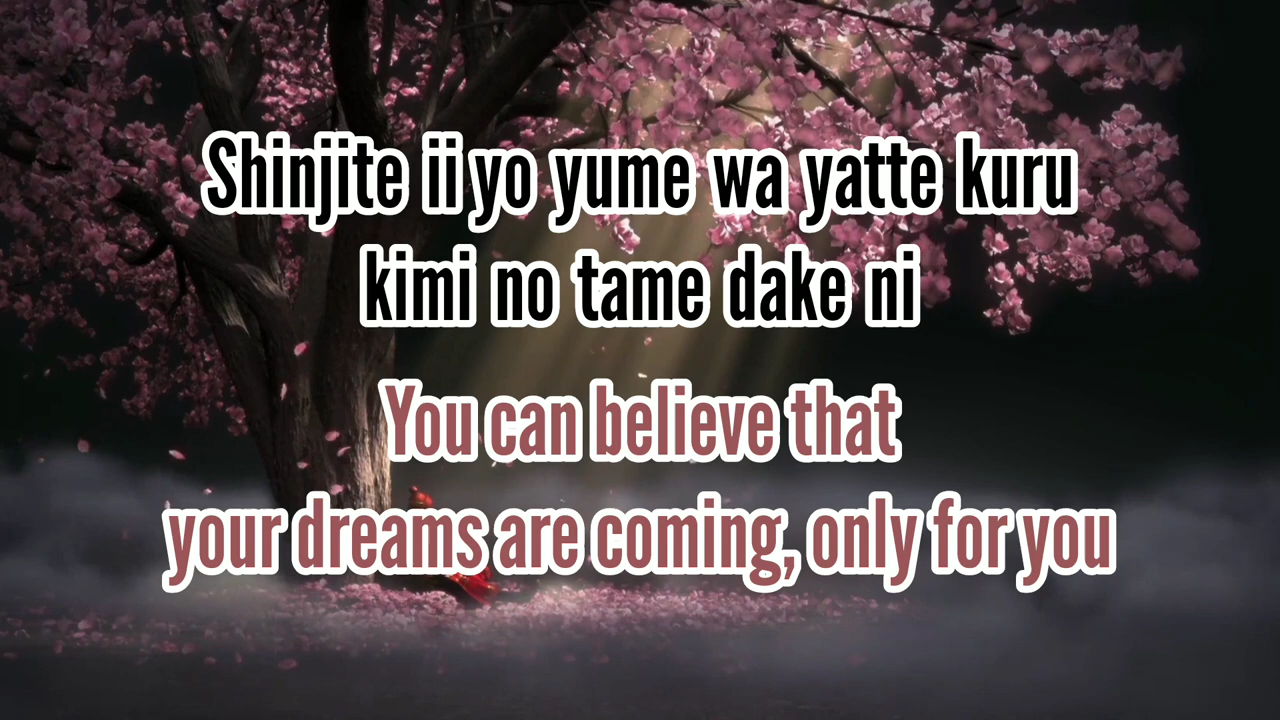 Shinjite ii yo yume wa yatte kuru
kimi no tame dake ni
You can believe that
your dreams are coming, only for you